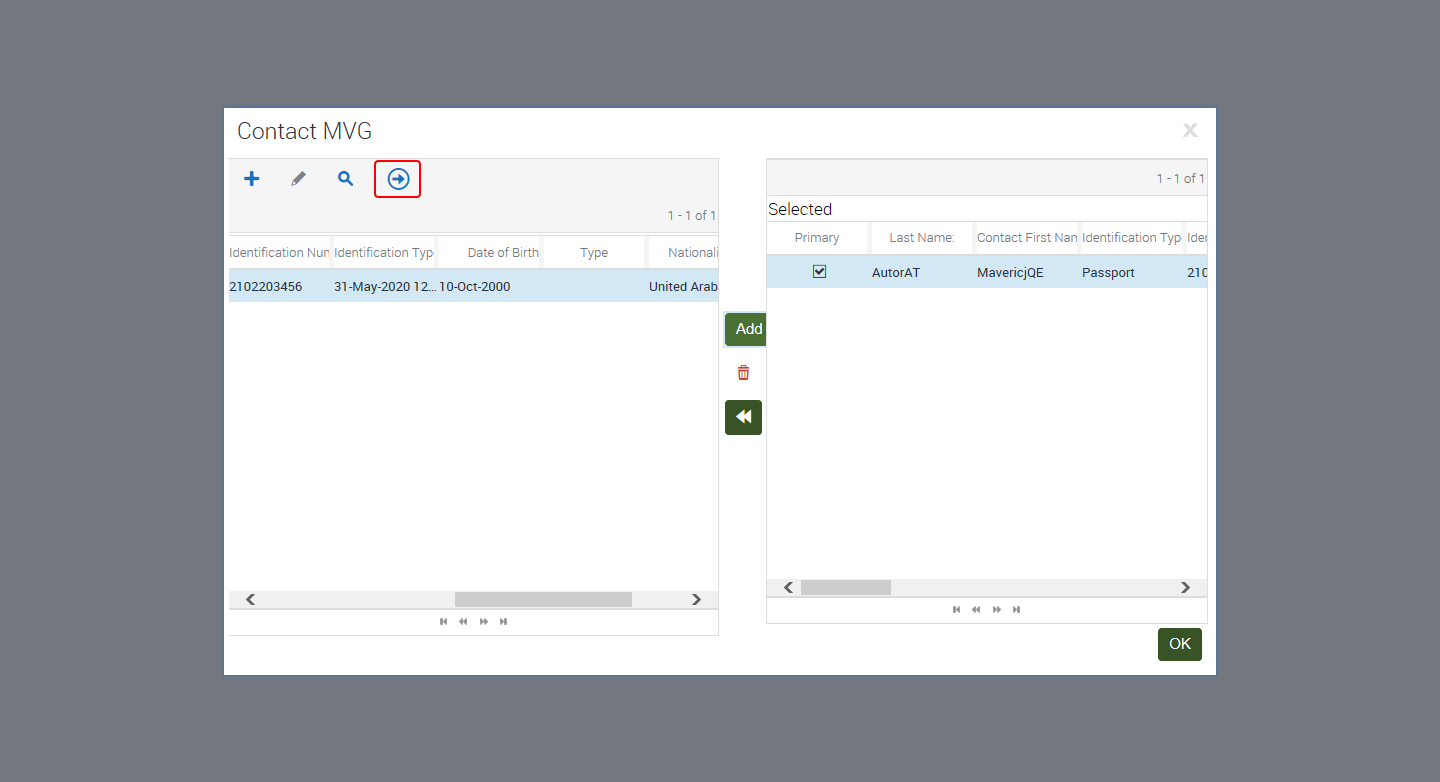 Contact MVG
X
1 - 1 of 1
Identification Nun Identification Typ Date of Birth Type Nationali
2102203456 31-May-2020 12... 10-Oct-2000 United Arab
Add
1 - 1 of 1
Selected
Primary Last Name: Contact First Nan Identification Typ Ide
AutorAT MavericjQE Passport 210
OK